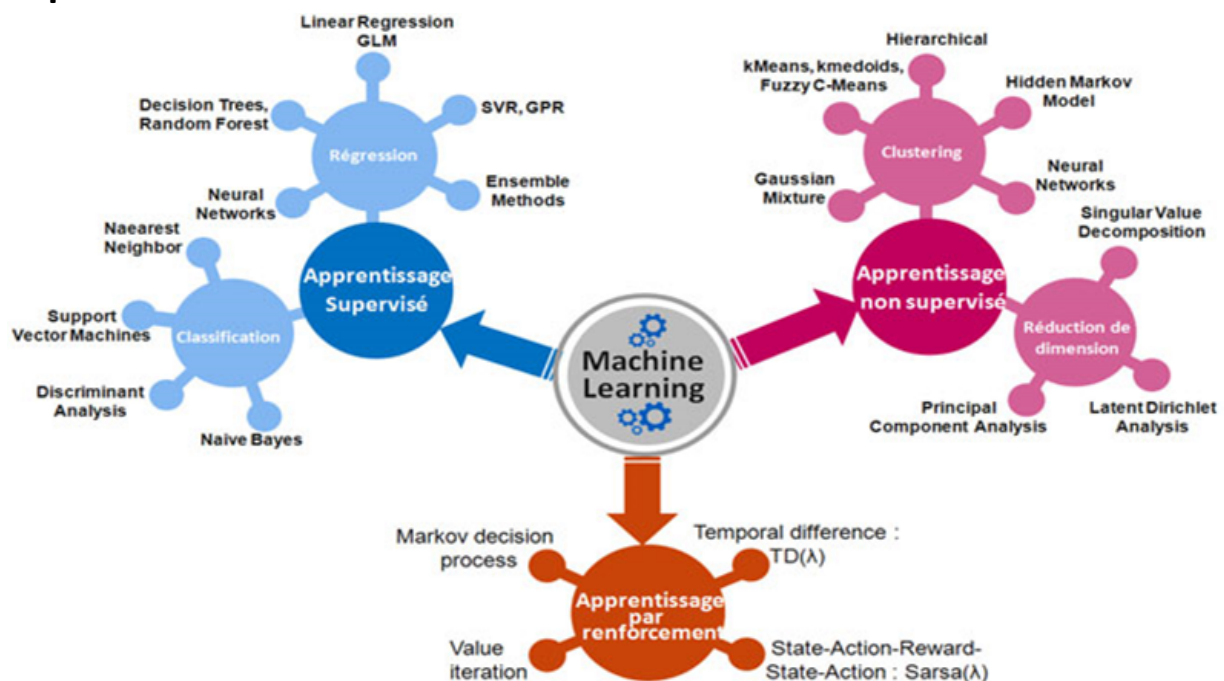 Linear Regression
GLM
Decision Trees,
Random Forest
SVR, GPR
Régression
Neural
Networks
Ensemble
Methods
Naearest
Neighbor
Support
Vector Machines
Classification
Discriminant
Analysis
Naive Bayes
Apprentissage
Supervisé
Machine
Learning
Hierarchical
kMeans, kmedoids,
Fuzzy C-Means
Hidden Markov
Model
Clustering
Gaussian
Mixture
Neural
Networks
Apprentissage
non supervisé
Singular Value
Decomposition
Réduction de
dimension
Principal
Component Analysis
Latent Dirichlet
Analysis
Markov decision
process
Temporal difference :
TD(λ)
Apprentissage
par
renforcement
Value
iteration
State-Action-Reward-
State-Action : Sarsa(λ)